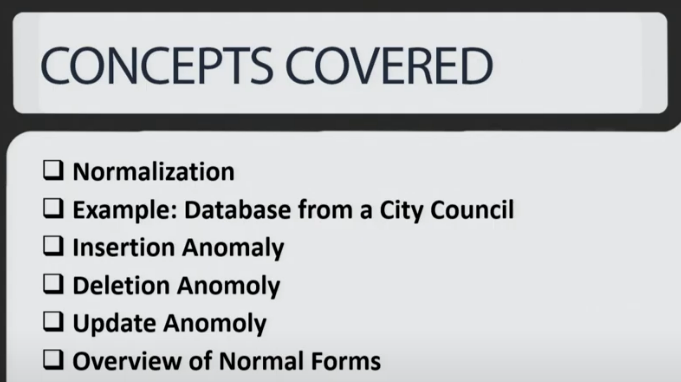 CONCEPTS COVERED
❑ Normalization
❑ Example: Database from a City Council
❑ Insertion Anomaly
❑ Deletion Anomoly
❑ Update Anomoly
❑ Overview of Normal Forms